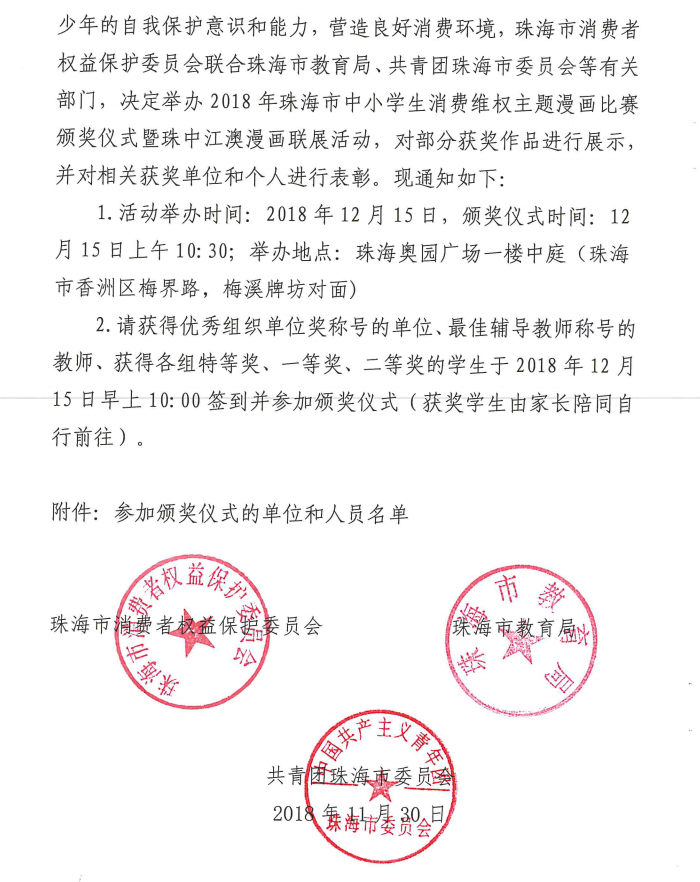 少年的自我保护意识和能力，营造良好消费环境，珠海市消费者
权益保护委员会联合珠海市教育局、共青团珠海市委员会等有关
部门，决定举办 2018 年珠海市中小学生消费维权主题漫画比赛
颁奖仪式暨珠中江澳漫画联展活动，对部分获奖作品进行展示，
并对相关获奖单位和个人进行表彰。现通知如下：
1.活动举办时间：2018 年 12 月 15 日，颁奖仪式时间：12
月 15 日上午 10:30；举办地点：珠海奥园广场一楼中庭（珠海
市香洲区梅界路，梅溪牌坊对面）
2.请获得优秀组织单位奖称号的单位、最佳辅导教师称号的
教师、获得各组特等奖、一等奖、二等奖的学生于 2018 年 12 月
15 日早上 10:00 签到并参加颁奖仪式（获奖学生由家长陪同自
行前往）。
附件：参加颁奖仪式的单位和人员名单
珠海市消费者权益保护委员会
珠海市消费者权益保护委员会
珠海市教育局
珠海市教育局
中国共产主义青年团
共青团珠海市委员会
2018 年 11 月 30 日
珠海市委员会